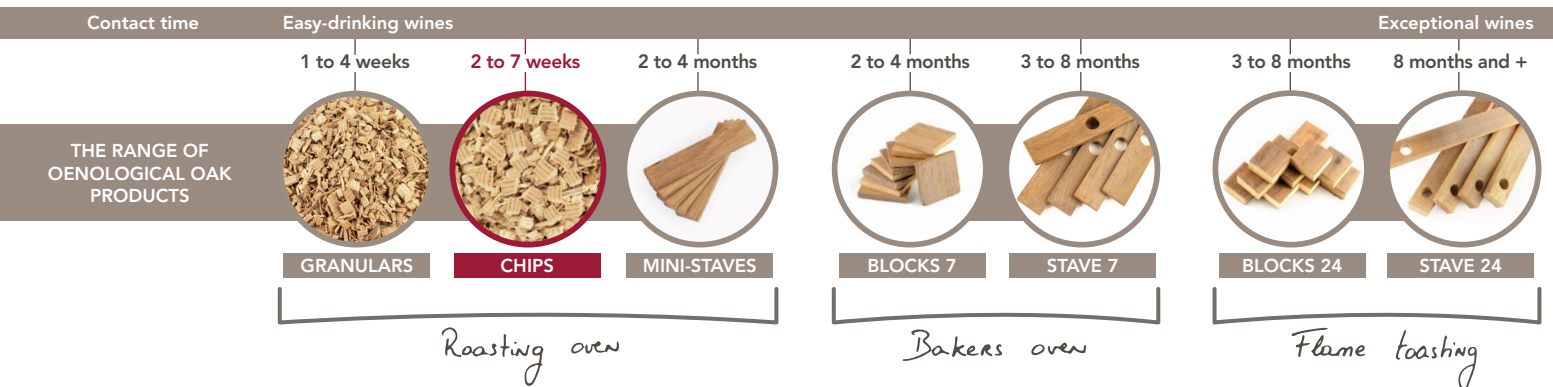 Contact time
Easy-drinking wines
Exceptional wines
1 to 4 weeks
2 to 7 weeks
2 to 4 months
2 to 4 months
3 to 8 months
3 to 8 months
8 months and +
THE RANGE OF
OENOLOGICAL OAK
PRODUCTS
GRANULARS
CHIPS
MINI-STAVES
BLOCKS 7
STAVE 7
BLOCKS 24
STAVE 24
Roasting oven
Bakers oven
Flame toasting